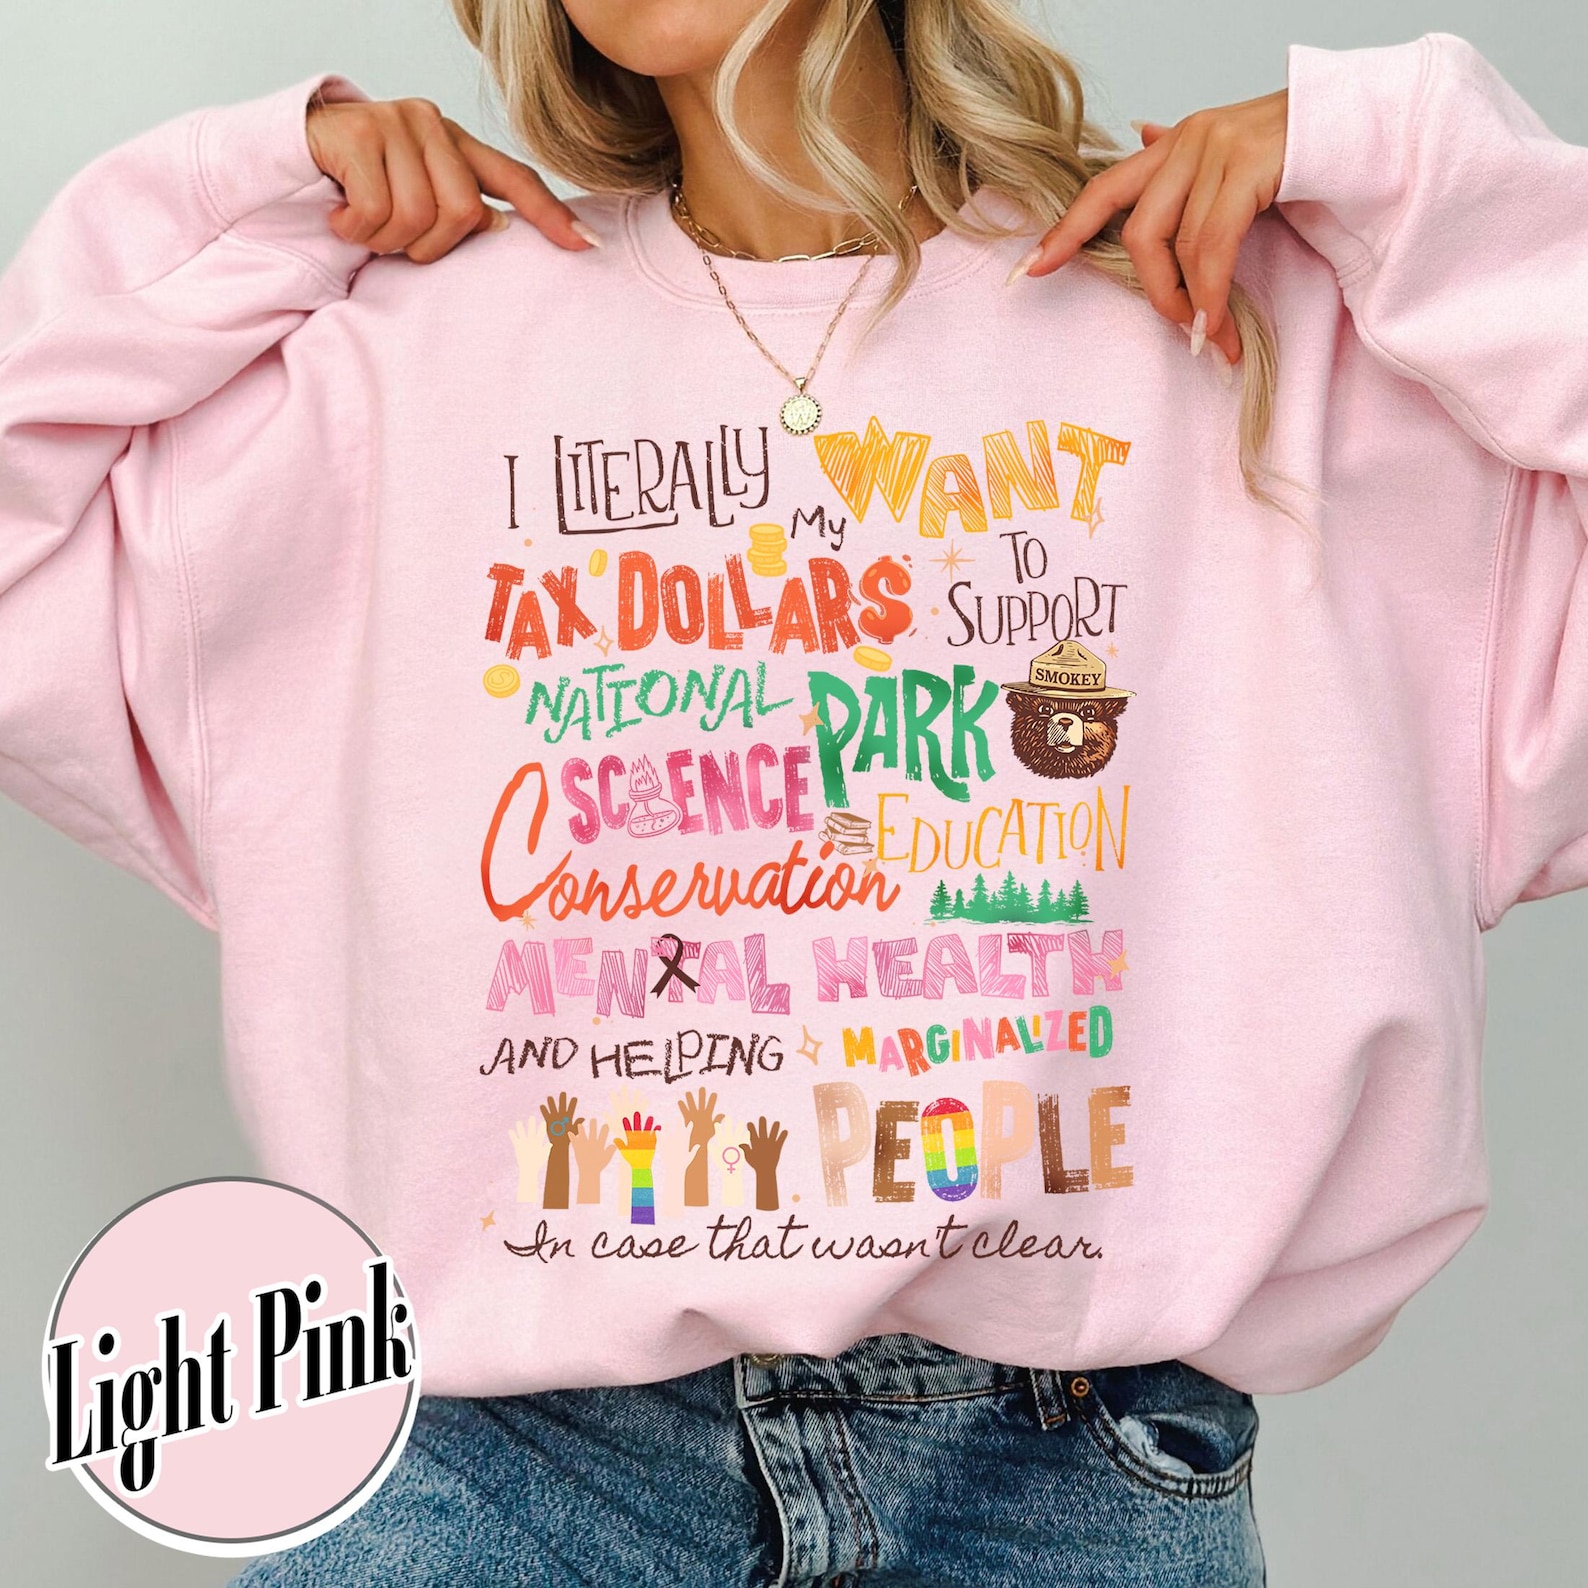 I LITERALLY WANT
My
TAX DOLLARS TO
SUPPORT
NATIONAL PARK
SMOKEY
SCIENCE EDUCATION
Conservation
MENTAL HEALTH
AND HELPING MARGINALIZED
PEOPLE
In case that wasn't clear.
Light Pink